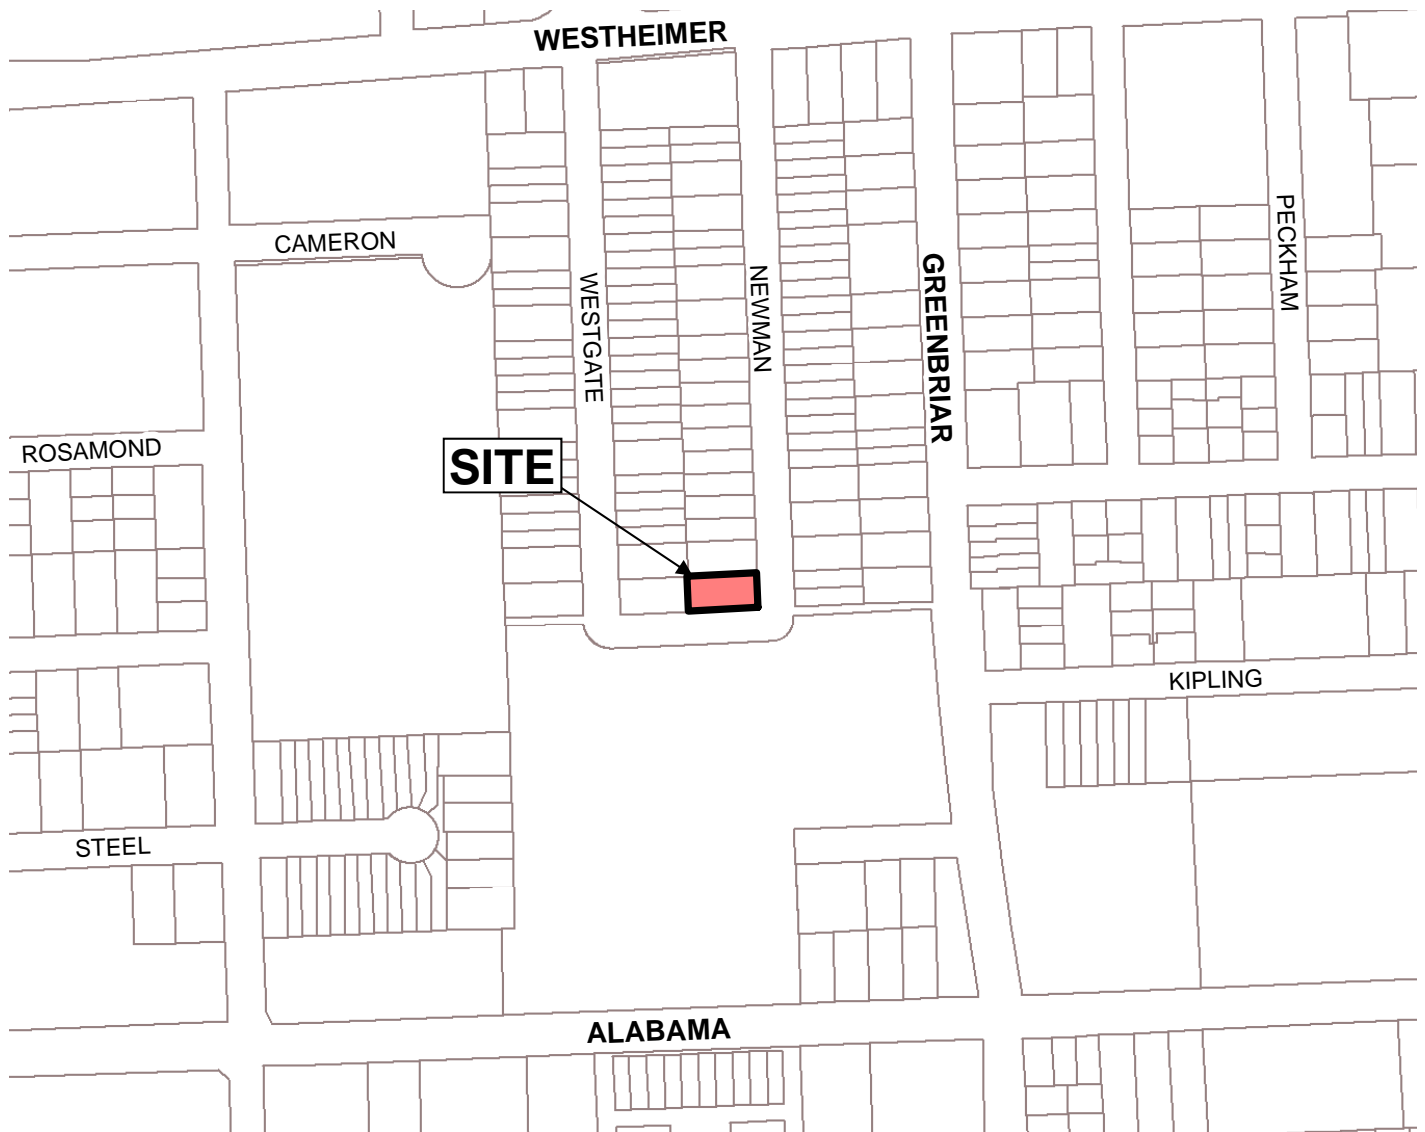 WESTHEIMER
CAMERON
PECKHAM
WESTGATE
NEWMAN
GREENBRIAR
ROSAMOND
SITE
KIPLING
STEEL
ALABAMA